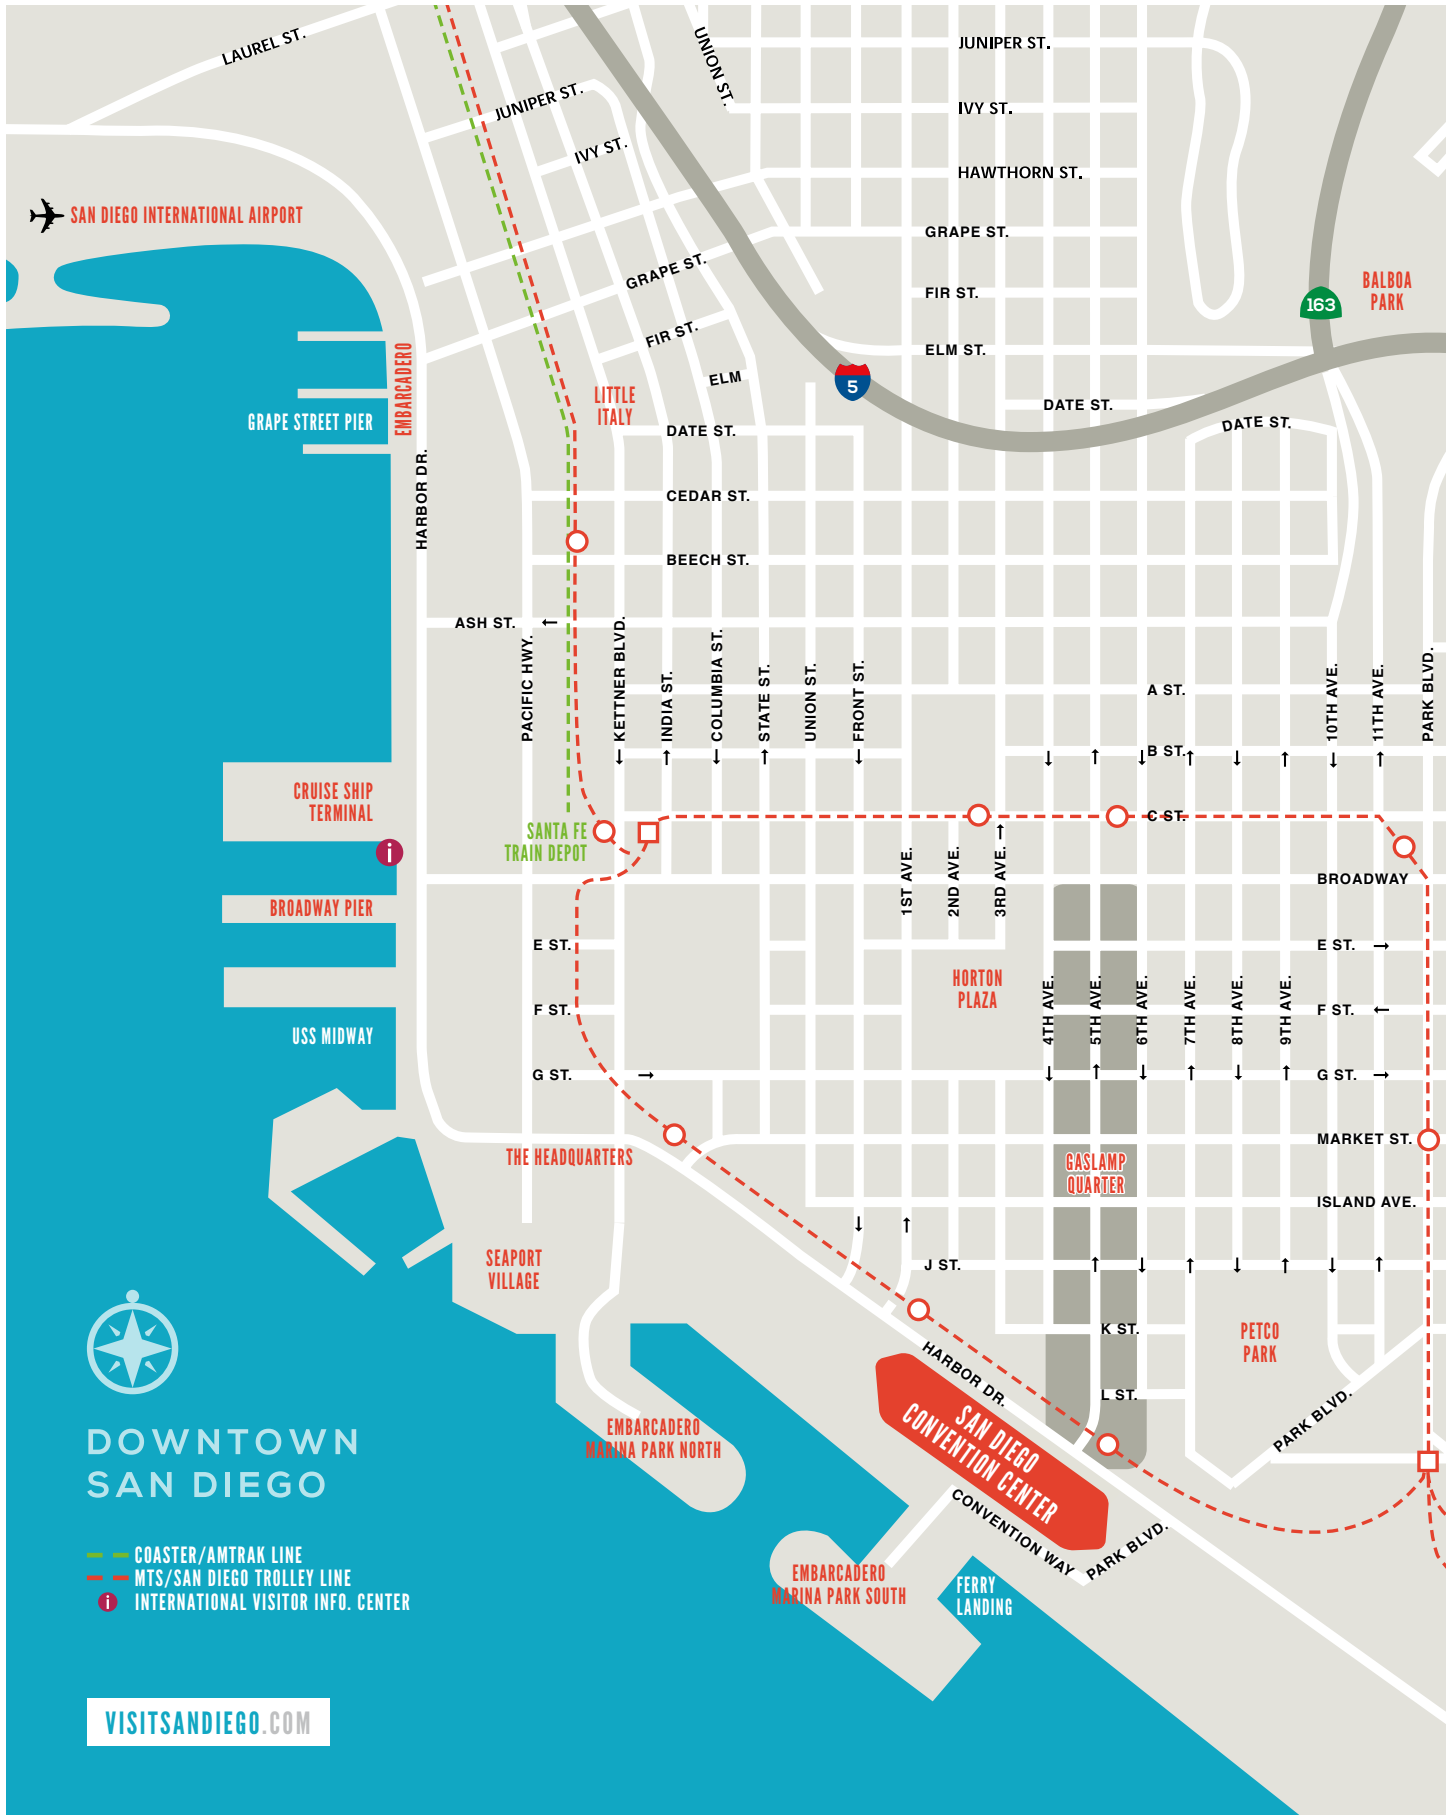 LAUREL ST.
UNION ST.
JUNIPER ST.
JUNIPER ST.
IVY ST.
IVY ST.
HAWTHORN ST.
SAN DIEGO INTERNATIONAL AIRPORT
GRAPE ST.
GRAPE ST.
BALBOA
PARK
FIR ST.
163
FIR ST.
ELM ST.
EMBARCADERO
ELM
5
LITTLE
ITALY
DATE ST.
GRAPE STREET PIER
DATE ST.
DATE ST.
HARBOR DR.
CEDAR ST.
BEECH ST.
ASH ST.
PACIFIC HWY.
KETTNER BLVD.
INDIA ST.
COLUMBIA ST.
STATE ST.
UNION ST.
FRONT ST.
A ST.
10TH AVE.
11TH AVE.
PARK BLVD.
B ST.
CRUISE SHIP
TERMINAL
C ST.
SANTA FE
TRAIN DEPOT
i
1ST AVE.
2ND AVE.
3RD AVE.
BROADWAY
BROADWAY PIER
E ST.
E ST.
HORTON
PLAZA
4TH AVE.
5TH AVE.
6TH AVE.
7TH AVE.
8TH AVE.
9TH AVE.
F ST.
F ST.
USS MIDWAY
G ST.
G ST.
MARKET ST.
THE HEADQUARTERS
GASLAMP
QUARTER
ISLAND AVE.
SEAPORT
VILLAGE
J ST.
K ST.
PETCO
PARK
HARBOR DR.
L ST.
PARK BLVD.
SAN DIEGO
CONVENTION CENTER
EMBARCADERO
MARINA PARK NORTH
CONVENTION WAY
PARK BLVD.
EMBARCADERO
MARINA PARK SOUTH
FERRY
LANDING
DOWNTOWN
SAN DIEGO
COASTER/AMTRAK LINE
MTS/SAN DIEGO TROLLEY LINE
i INTERNATIONAL VISITOR INFO. CENTER
VISITSANDIEGO.COM